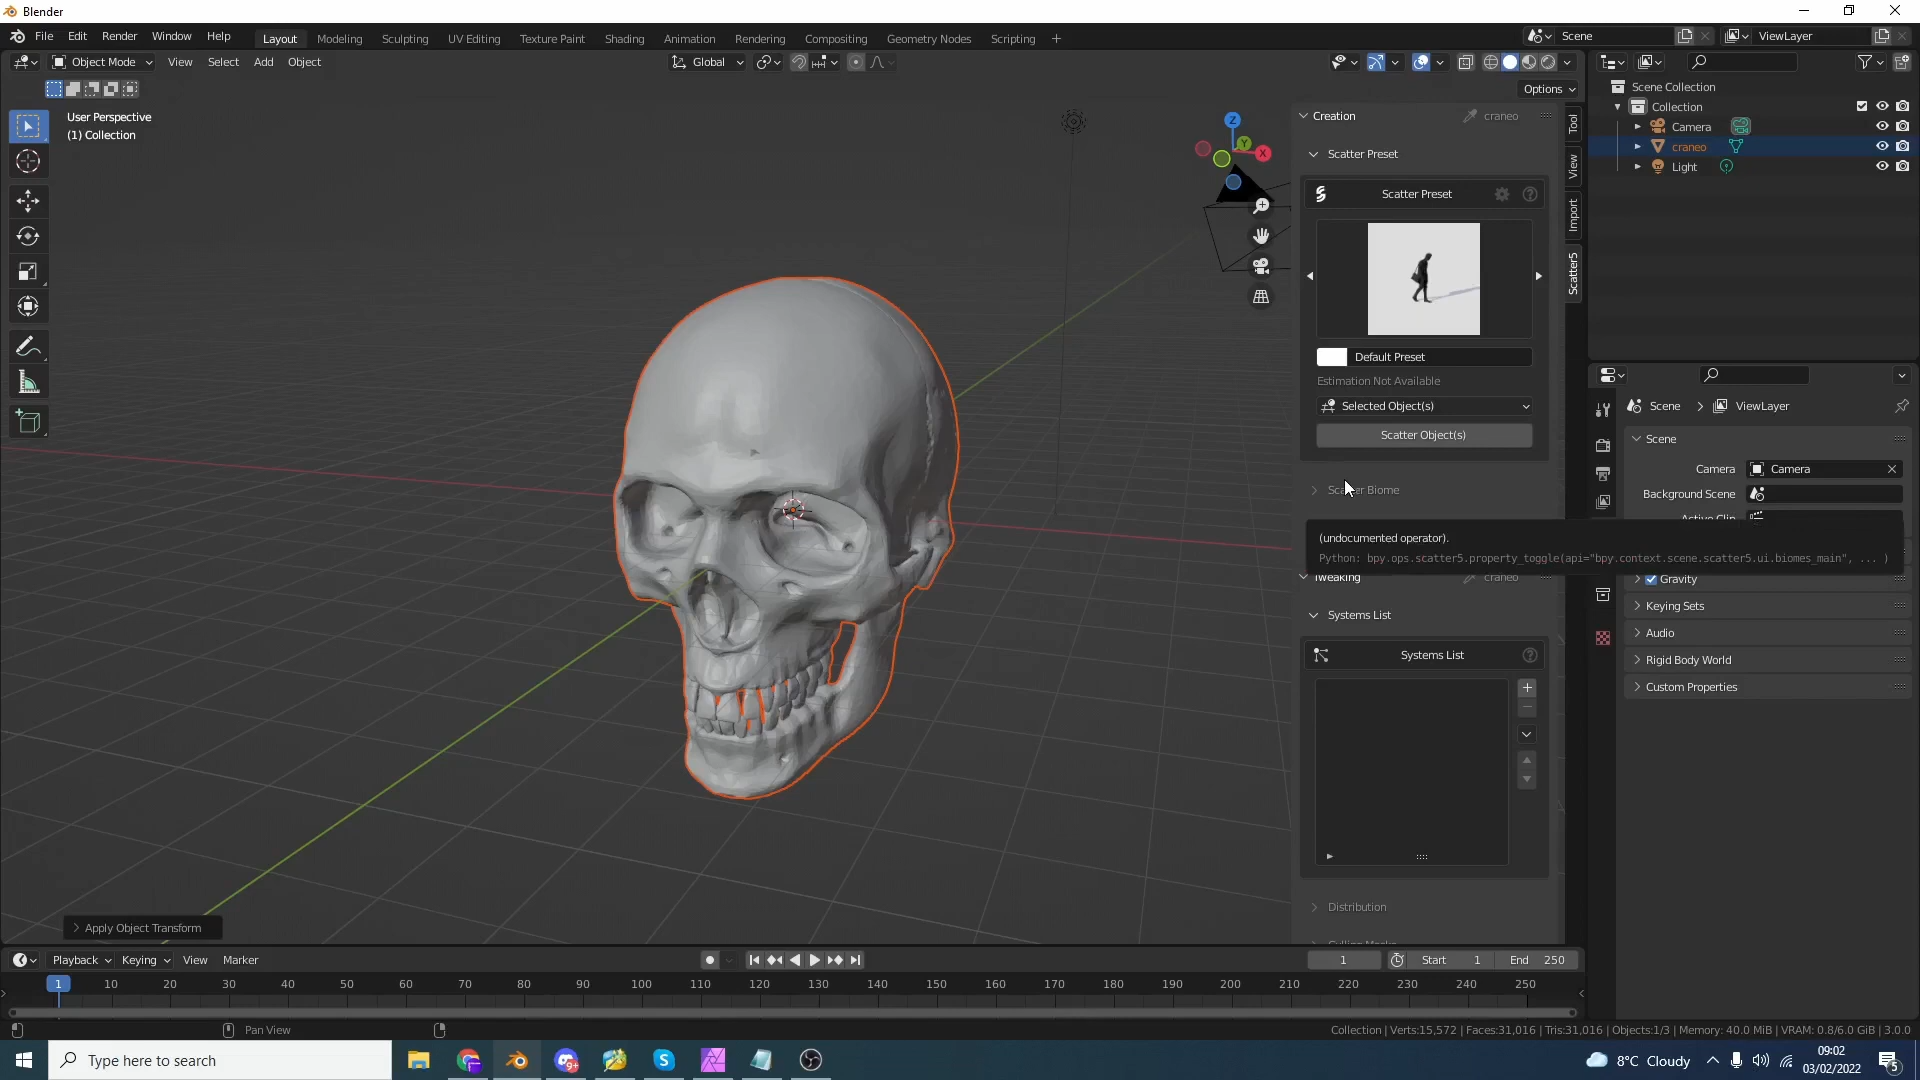 Blender
File Edit Render Window Help
Layout Modeling Sculpting UV Editing Texture Paint Shading Animation Rendering Compositing Geometry Nodes Scripting +
Scene
ViewLayer
Object Mode View Select Add Object
Global
Options
User Perspective
(1) Collection
Z
Y
X
Creation
craneo
Scatter Preset
Scatter Preset
Default Preset
Estimation Not Available
Selected Object(s)
Scatter Object(s)
Scatter Biome
(undocumented operator).
Python: bpy.ops.scatter5.property_toggle(api="bpy.context.scene.scatter5.ui.biomes_main", ... )
Tweaking
craneo
Systems List
Systems List
Distribution
Tool
View
Import
Scatter5
Scene Collection
Collection
Camera
craneo
Light
Scene > ViewLayer
Scene
Camera
Camera
Background Scene
Active Clip
Gravity
Keying Sets
Audio
Rigid Body World
Custom Properties
Apply Object Transform
Playback Keying View Marker
1
Start 1
End 250
1 10 20 30 40 50 60 70 80 90 100 110 120 130 140 150 160 170 180 190 200 210 220 230 240 250
Pan View
Collection | Verts:15,572 | Faces:31,016 | Tris:31,016 | Objects:1/3 | Memory: 40.0 MiB | VRAM: 0.8/6.0 GiB | 3.0.0
Type here to search
8°C Cloudy
09:02
03/02/2022
5